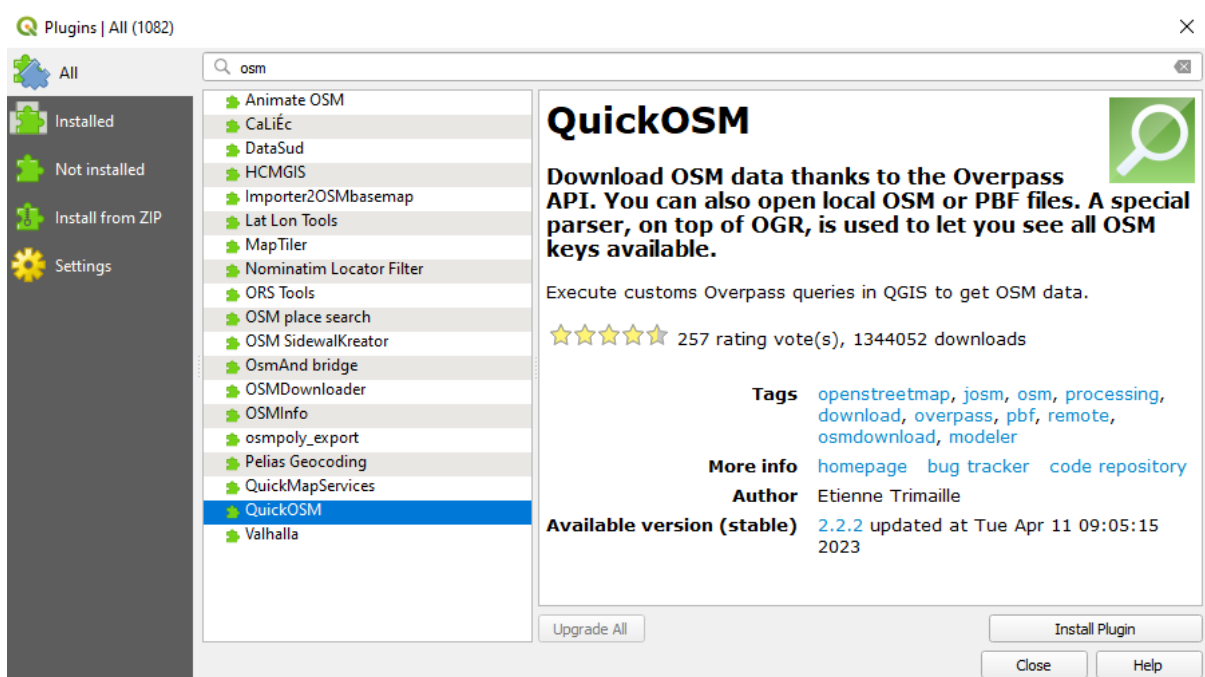 Plugins | All (1082)
All
Installed
Not installed
Install from ZIP
Settings
osm
Animate OSM
CaLiÉc
DataSud
HCMGIS
Importer2OSMbasemap
Lat Lon Tools
MapTiler
Nominatim Locator Filter
ORS Tools
OSM place search
OSM SidewalKreator
OsmAnd bridge
OSMDownloader
OSMInfo
osmpoly_export
Pelias Geocoding
QuickMapServices
QuickOSM
Valhalla
QuickOSM
Download OSM data thanks to the Overpass
API. You can also open local OSM or PBF files. A special
parser, on top of OGR, is used to let you see all OSM
keys available.
Execute customs Overpass queries in QGIS to get OSM data.
257 rating vote(s), 1344052 downloads
Tags openstreetmap, josm, osm, processing,
download, overpass, pbf, remote,
osmdownload, modeler
More info homepage bug tracker code repository
Author Etienne Trimaille
Available version (stable) 2.2.2 updated at Tue Apr 11 09:05:15
2023
Upgrade All
Install Plugin
Close Help